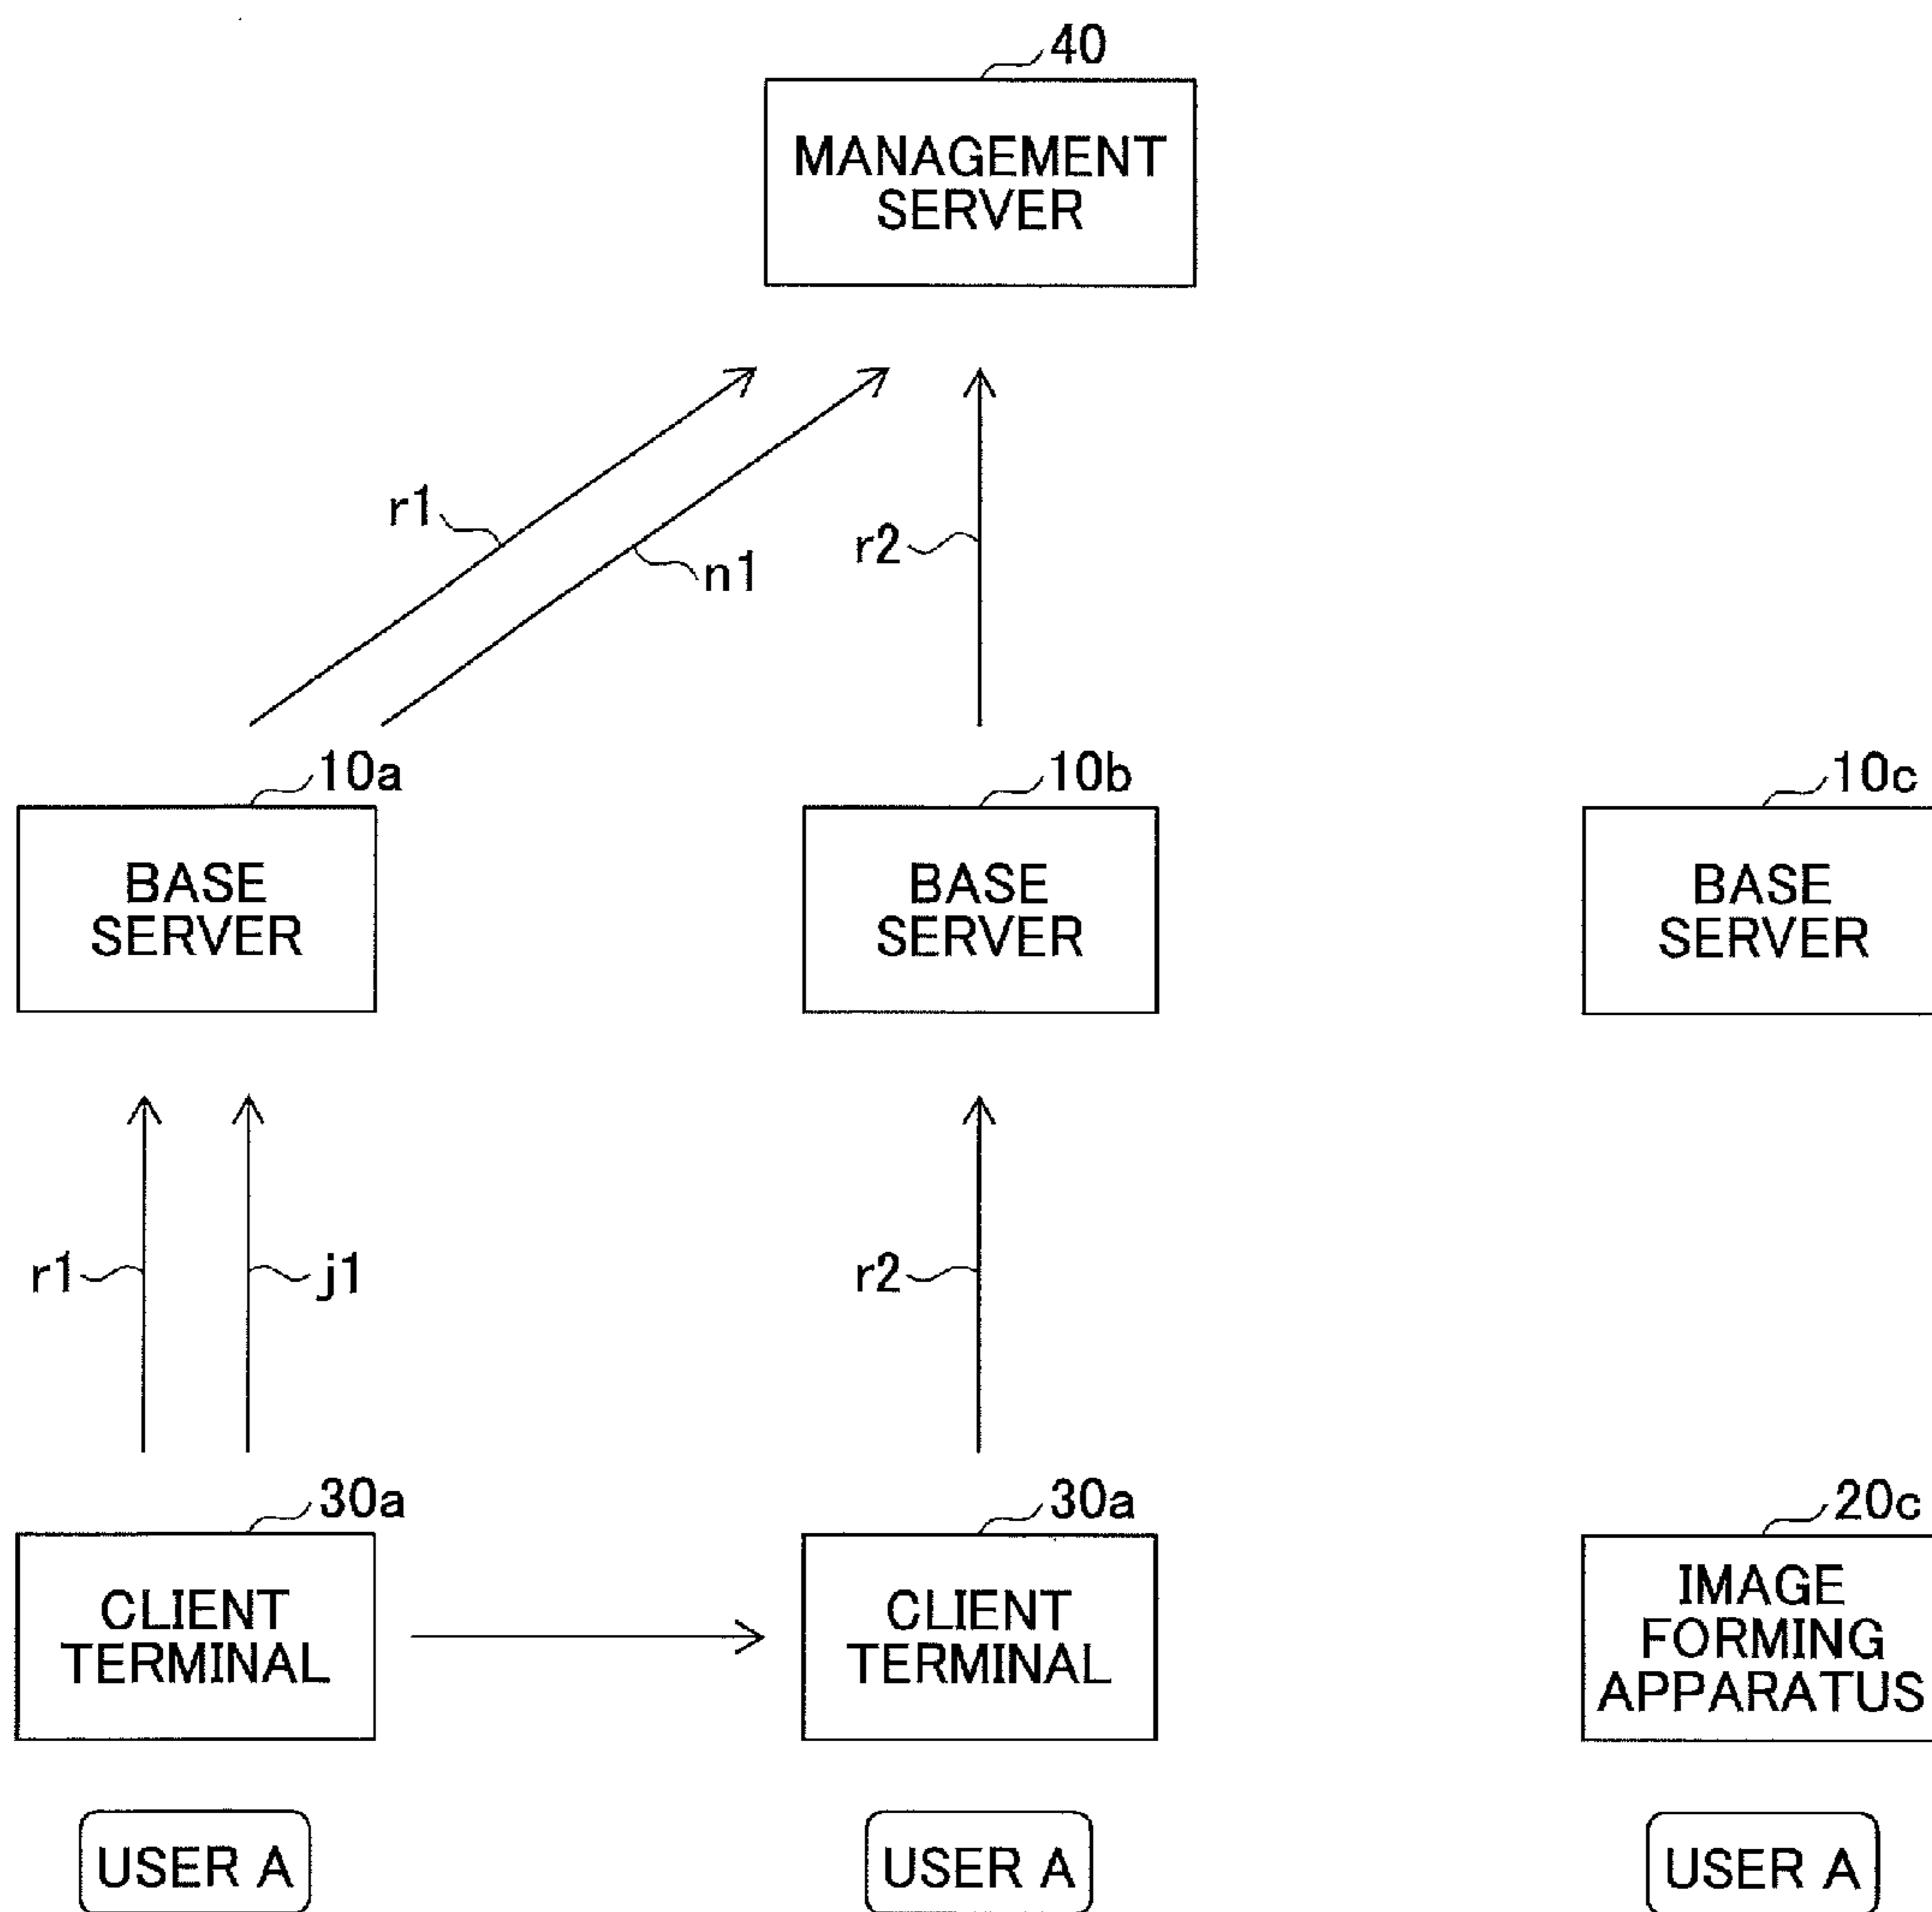 40
MANAGEMENT
SERVER
r1
n1
r2
10a
10b
10c
BASE
SERVER
BASE
SERVER
BASE
SERVER
r1
j1
r2
30a
30a
20c
CLIENT
TERMINAL
CLIENT
TERMINAL
IMAGE
FORMING
APPARATUS
USER A
USER A
USER A